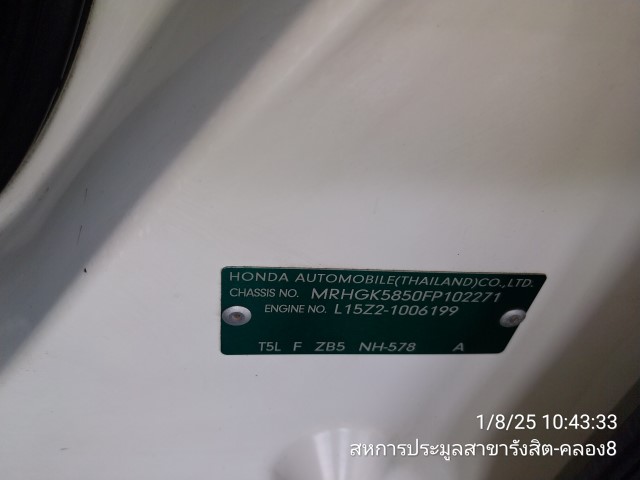 HONDA AUTOMOBILE(THAILAND)CO.,LTD.
CHASSIS NO. MRHGK5850FP102271
ENGINE NO. L15Z2-1006199
T5L F ZB5 NH-578 A
1/8/25 10:43:33
สหการประมูลสาขารังสิต-คลอง8